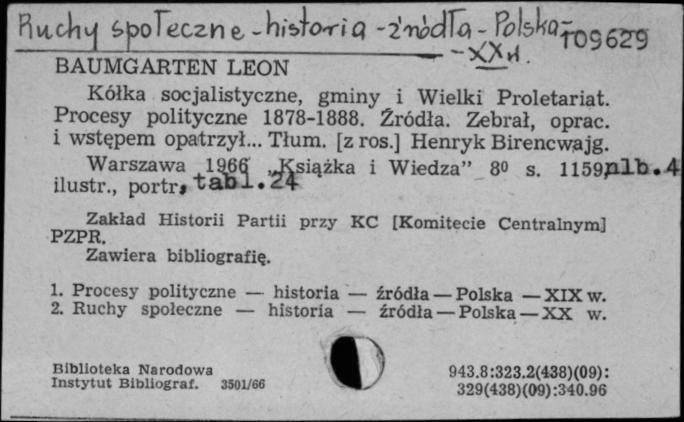 Ruchy społeczne - historia - źródła - Polska -
- XX w.
T09629
BAUMGARTEN LEON
Kółka socjalistyczne, gminy i Wielki Proletariat.
Procesy polityczne 1878-1888. Źródła. Zebrał, oprac.
i wstępem opatrzył... Tłum. [z ros.] Henryk Birencwajg.
Warszawa 1966 „Książka i Wiedza” 8⁰ s. 1159, nlb.4
ilustr., portr, tabl.24
Zakład Historii Partii przy KC [Komitecie Centralnym]
PZPR.
Zawiera bibliografię.
1. Procesy polityczne — historia — źródła — Polska — XIX w.
2. Ruchy społeczne — historia — źródła — Polska — XX w.
Biblioteka Narodowa
Instytut Bibliograf. 3501/66
943.8:323.2(438)(09):
329(438)(09):340.96